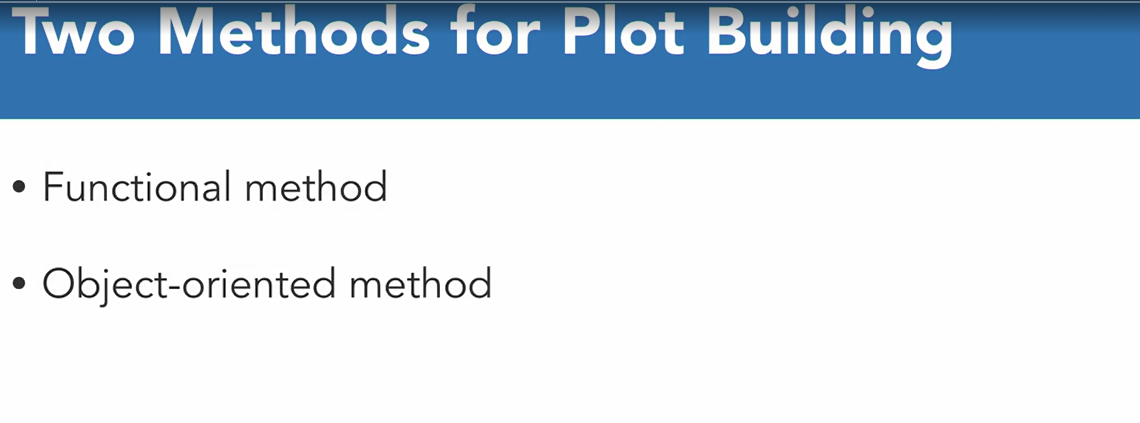 Two Methods for Plot Building
• Functional method
• Object-oriented method